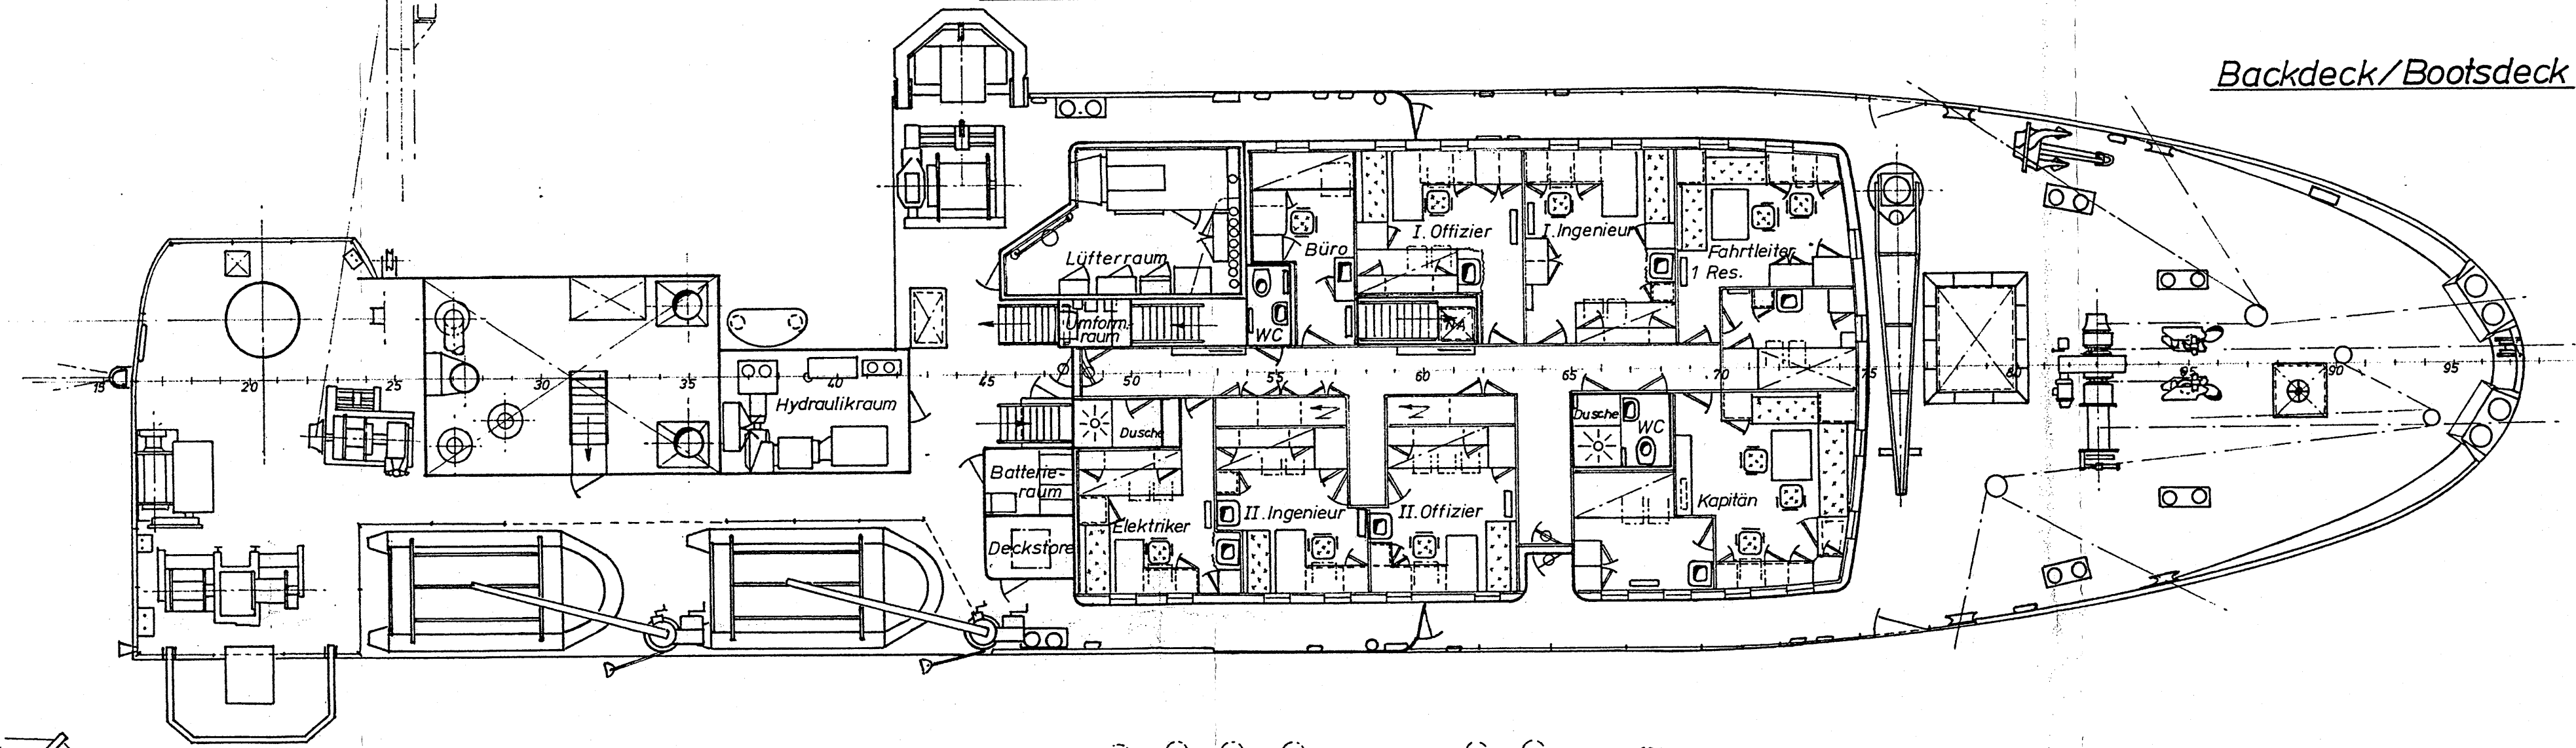 Backdeck/Bootsdeck
Lüfterraum
Büro
I. Offizier
I. Ingenieur
Fahrtleiter
1 Res.
Umform.-
raum
WC
NA
15
20
25
30
35
40
45
50
55
60
65
70
75
80
85
90
95
Hydraulikraum
Dusche
Batterie-
raum
Deckstore
Elektriker
II. Ingenieur
II. Offizier
Dusche
WC
Kapitän